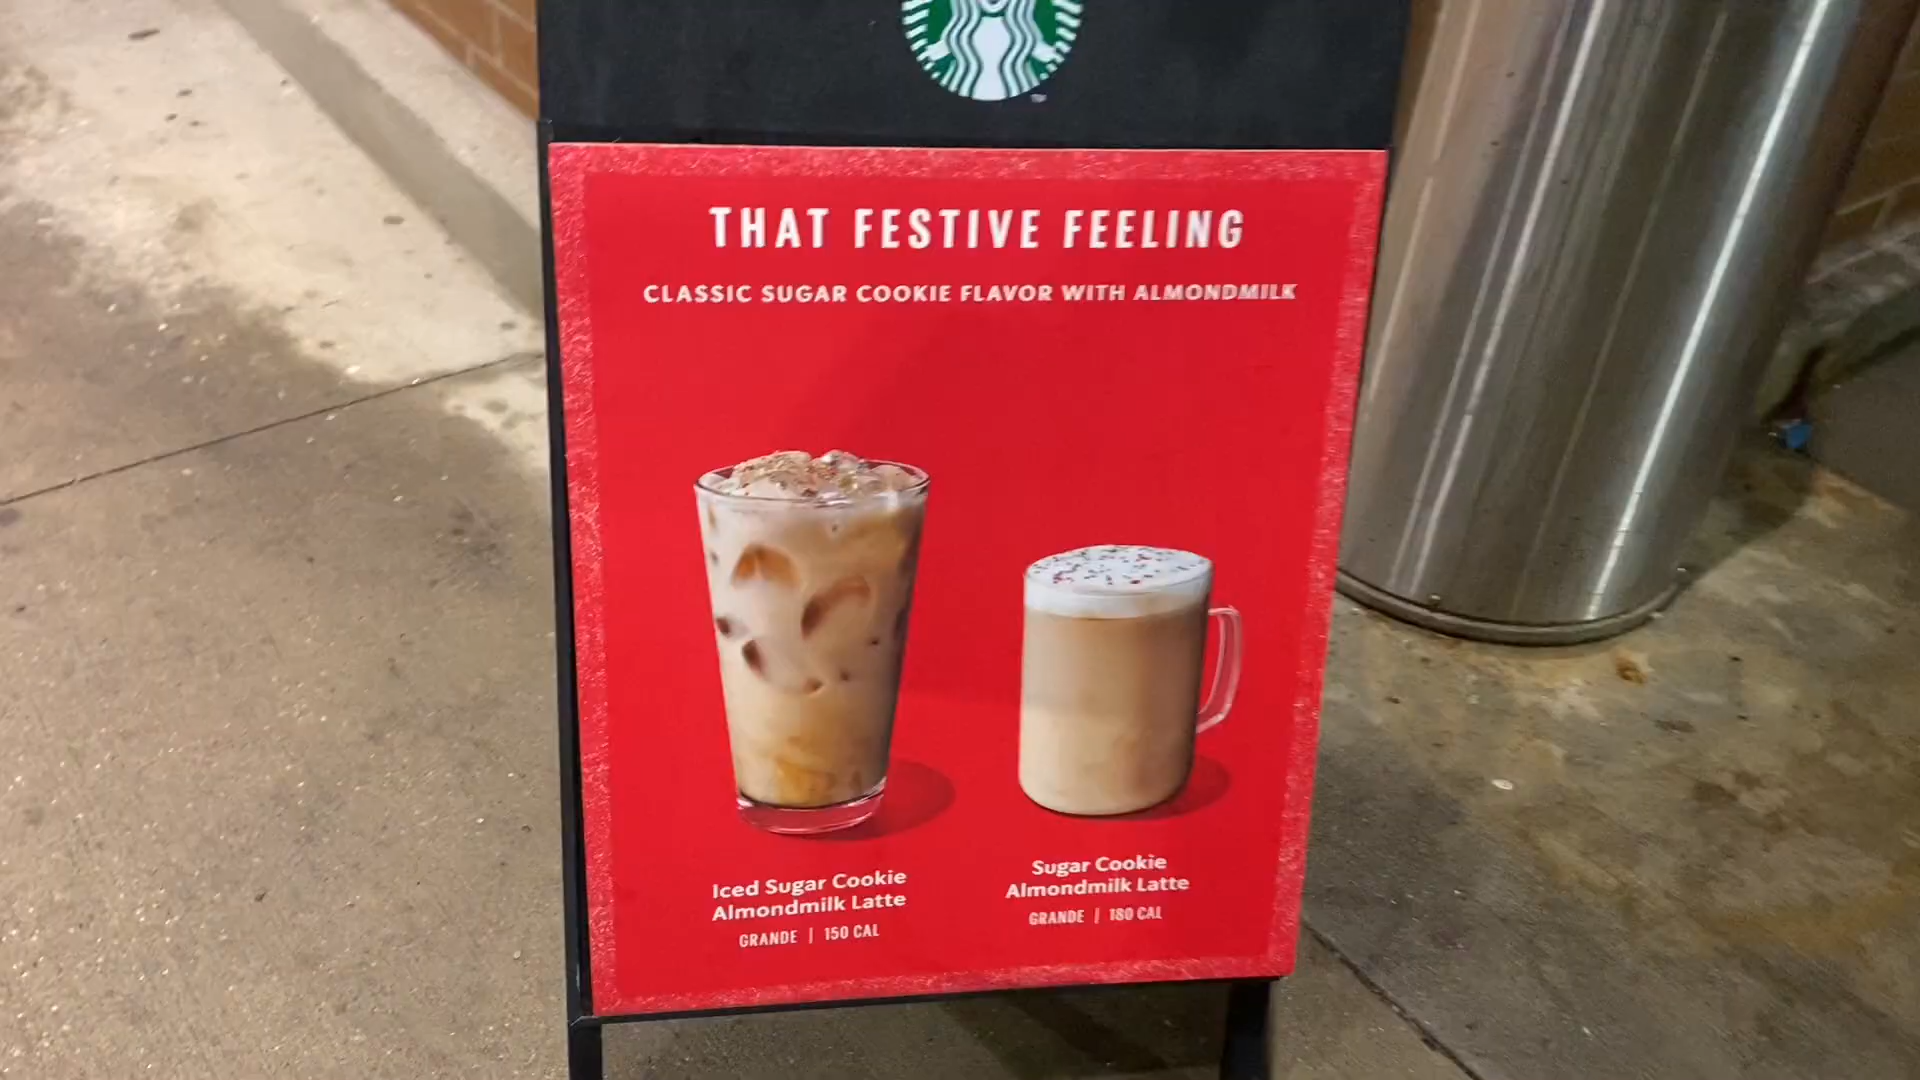 THAT FESTIVE FEELING
CLASSIC SUGAR COOKIE FLAVOR WITH ALMONDMILK
Iced Sugar Cookie
Almondmilk Latte
GRANDE | 150 CAL
Sugar Cookie
Almondmilk Latte
GRANDE | 180 CAL